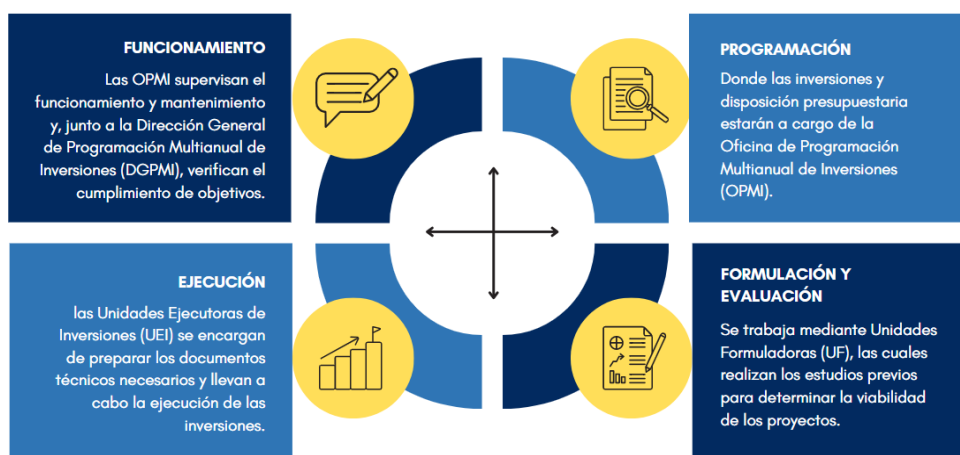 FUNCIONAMIENTO
Las OPMI supervisan el
funcionamiento y mantenimiento
y, junto a la Dirección General
de Programación Multianual de
Inversiones (DGPMI), verifican el
cumplimiento de objetivos.
PROGRAMACIÓN
Donde las inversiones y
disposición presupuestaria
estarán a cargo de la
Oficina de Programación
Multianual de Inversiones
(OPMI).
EJECUCIÓN
las Unidades Ejecutoras de
Inversiones (UEI) se encargan
de preparar los documentos
técnicos necesarios y llevan a
cabo la ejecución de las
inversiones.
FORMULACIÓN Y
EVALUACIÓN
Se trabaja mediante Unidades
Formuladoras (UF), las cuales
realizan los estudios previos
para determinar la viabilidad
de los proyectos.